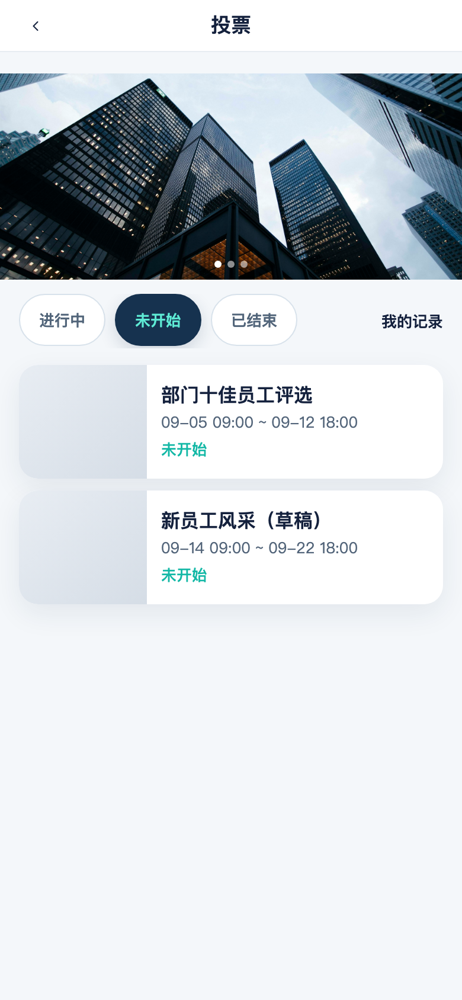 投票
进行中
未开始
已结束
我的记录
部门十佳员工评选
09–05 09:00 ~ 09–12 18:00
未开始
新员工风采（草稿）
09–14 09:00 ~ 09–22 18:00
未开始